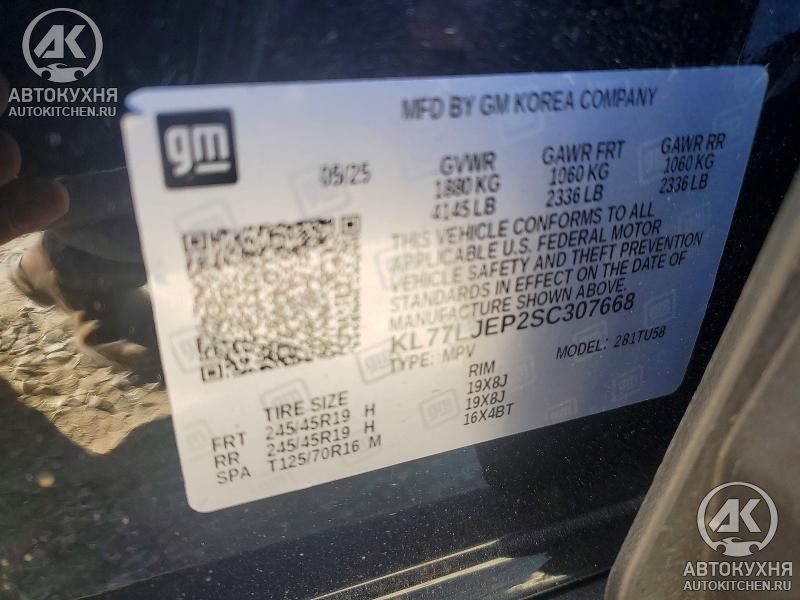 АК
АВТОКУХНЯ
AUTOKITCHEN.RU
gm
MFD BY GM KOREA COMPANY
05/25 GVWR GAWR FRT GAWR RR
1880 KG 1060 KG 1060 KG
4145 LB 2336 LB 2336 LB
THIS VEHICLE CONFORMS TO ALL
APPLICABLE U.S. FEDERAL MOTOR
VEHICLE SAFETY AND THEFT PREVENTION
STANDARDS IN EFFECT ON THE DATE OF
MANUFACTURE SHOWN ABOVE.
KL77LJEP2SC307668
TYPE: MPV MODEL: 281TU58
TIRE SIZE RIM
FRT 245/45R19 H 19X8J
RR 245/45R19 H 19X8J
SPA T125/70R16 M 16X4BT
АК
АВТОКУХНЯ
AUTOKITCHEN.RU